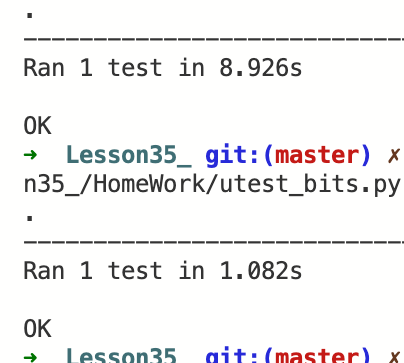 .
----------------------------
Ran 1 test in 8.926s
OK
➜ Lesson35_ git:(master) ✗
n35_/HomeWork/utest_bits.py
.
----------------------------
Ran 1 test in 1.082s
OK
➜ Lesson35_ git:(master) ✗